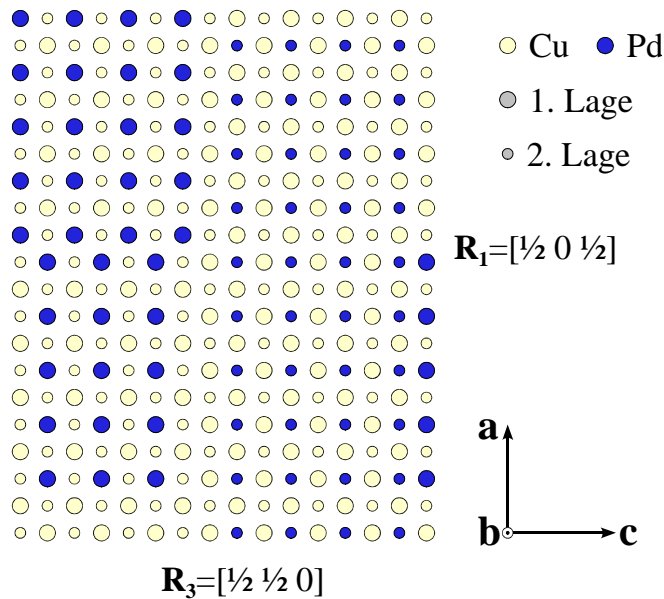 Cu Pd
1. Lage
2. Lage
R₁=[½ 0 ½]
a
b c
R₃=[½ ½ 0]